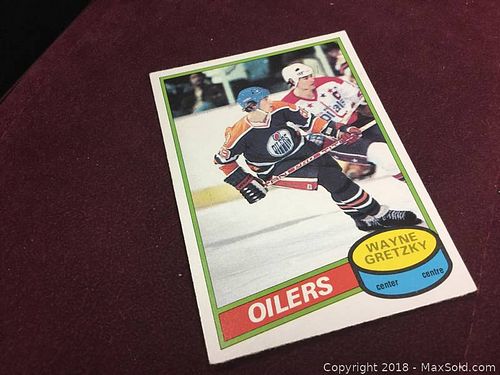 OILERS
WAYNE
GRETZKY
center centre
Copyright 2018 - MaxSold.com